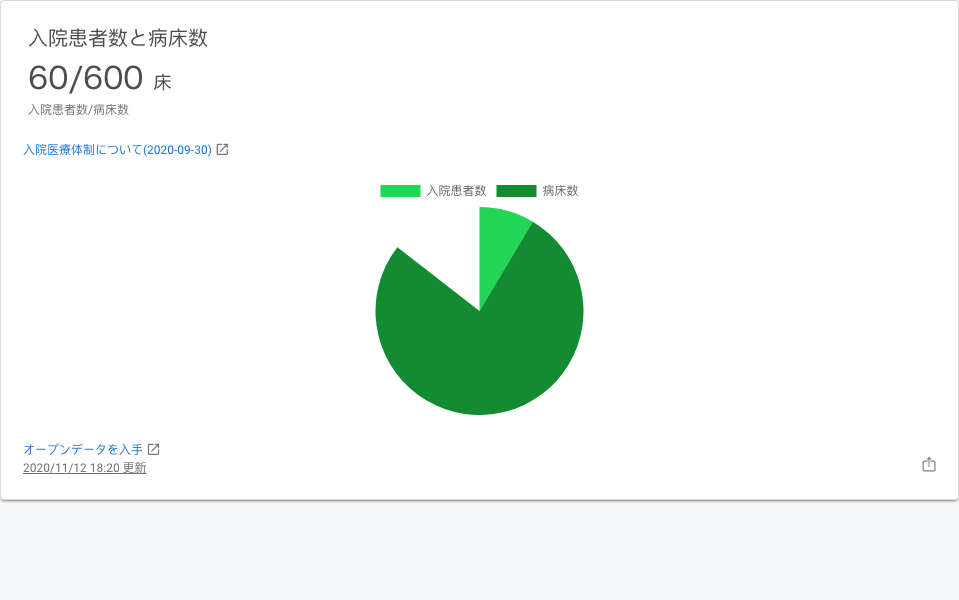 入院患者数と病床数
60/600 床
入院患者数/病床数
入院医療体制について(2020-09-30)
入院患者数 病床数
オープンデータを入手
2020/11/12 18:20 更新